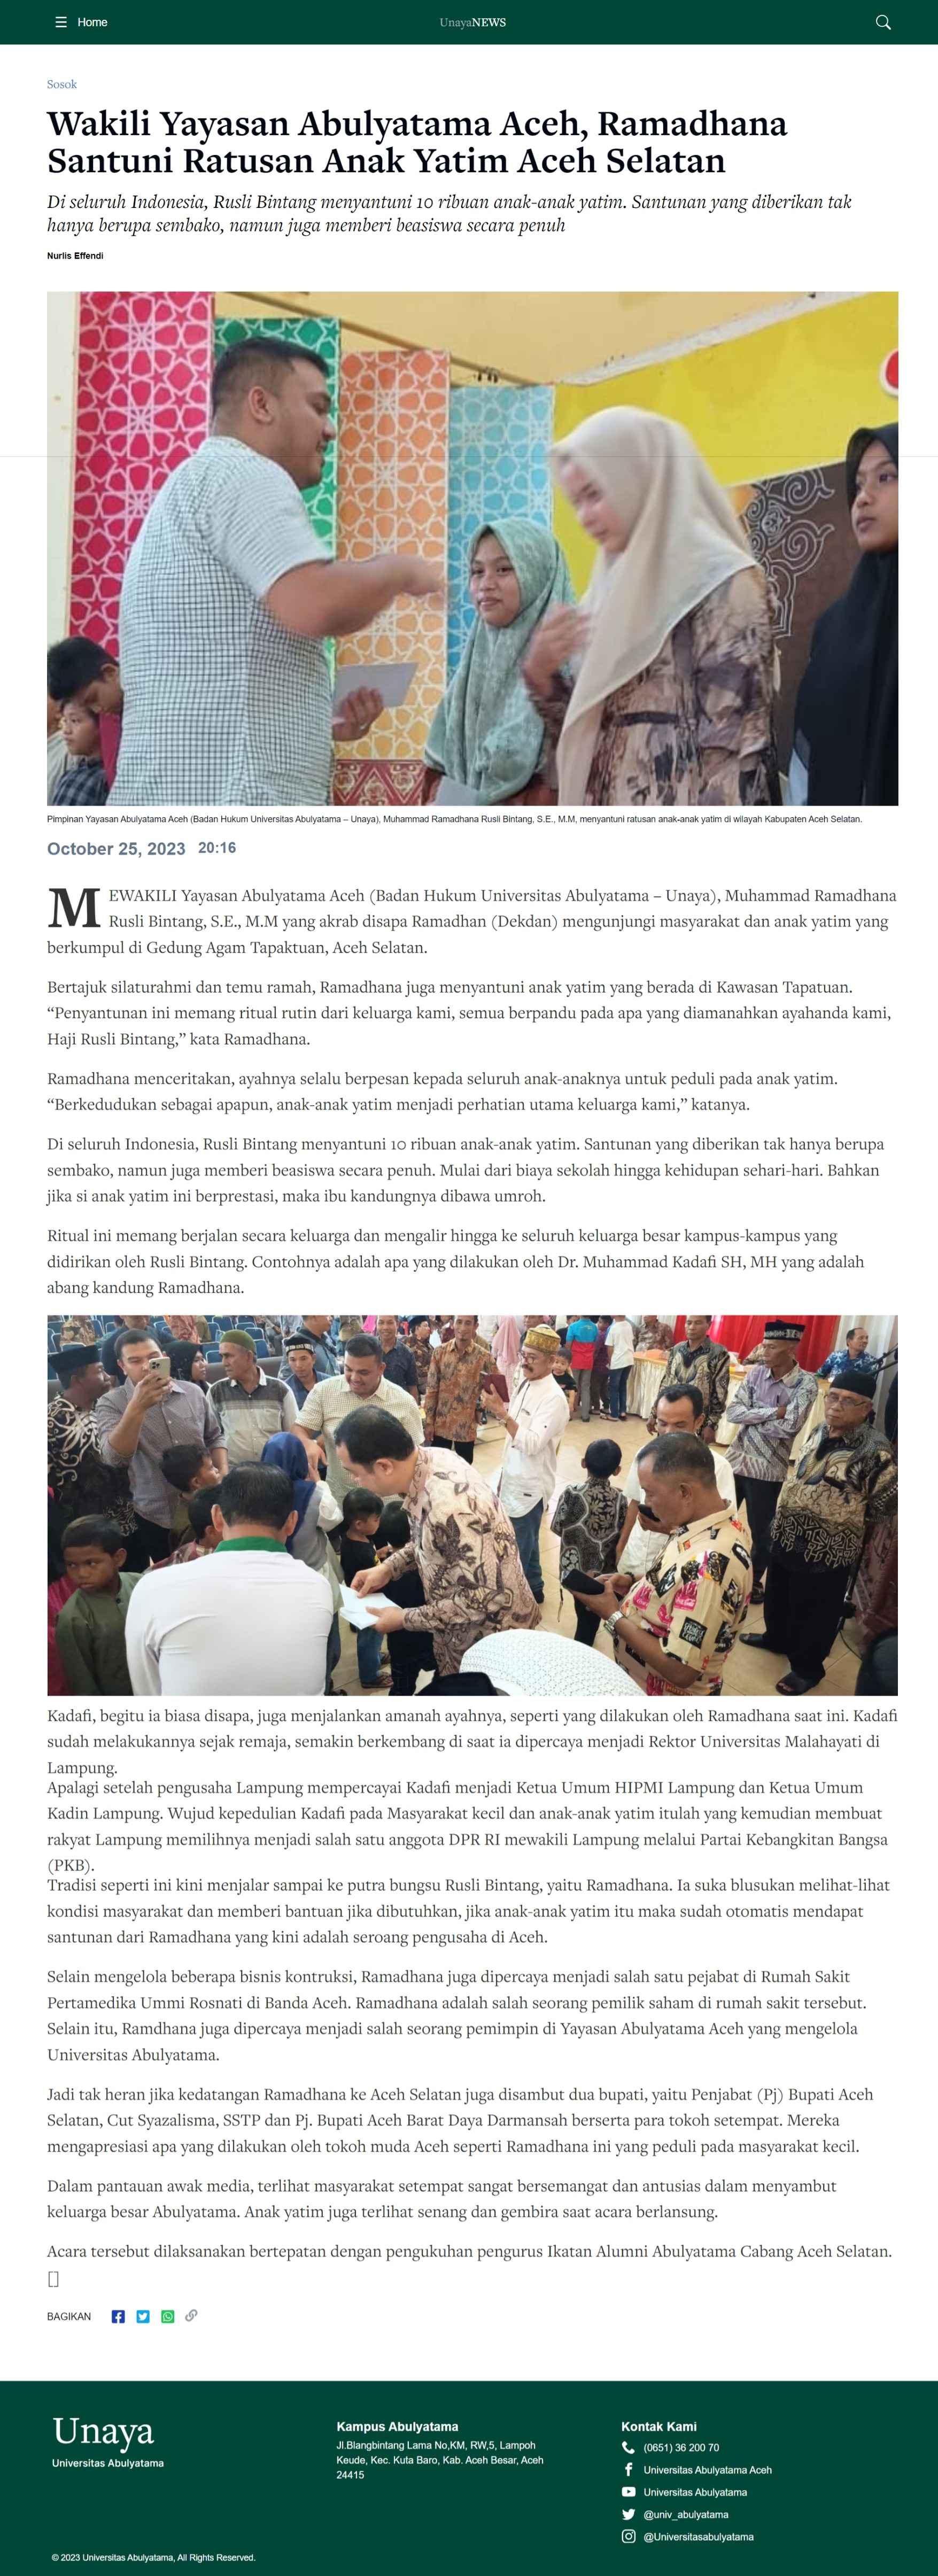 Home
UnayaNEWS
Sosok
Wakili Yayasan Abulyatama Aceh, Ramadhana
Santuni Ratusan Anak Yatim Aceh Selatan
Di seluruh Indonesia, Rusli Bintang menyantuni 10 ribuan anak-anak yatim. Santunan yang diberikan tak
hanya berupa sembako, namun juga memberi beasiswa secara penuh
Nurlis Effendi
Pimpinan Yayasan Abulyatama Aceh (Badan Hukum Universitas Abulyatama – Unaya), Muhammad Ramadhana Rusli Bintang, S.E., M.M, menyantuni ratusan anak-anak yatim di wilayah Kabupaten Aceh Selatan.
October 25, 2023 20:16
MEWAKILI Yayasan Abulyatama Aceh (Badan Hukum Universitas Abulyatama – Unaya), Muhammad Ramadhana
Rusli Bintang, S.E., M.M yang akrab disapa Ramadhan (Dekdan) mengunjungi masyarakat dan anak yatim yang
berkumpul di Gedung Agam Tapaktuan, Aceh Selatan.
Bertajuk silaturahmi dan temu ramah, Ramadhana juga menyantuni anak yatim yang berada di Kawasan Tapatuan.
“Penyantunan ini memang ritual rutin dari keluarga kami, semua berpandu pada apa yang diamanahkan ayahanda kami,
Haji Rusli Bintang,” kata Ramadhana.
Ramadhana menceritakan, ayahnya selalu berpesan kepada seluruh anak-anaknya untuk peduli pada anak yatim.
“Berkedudukan sebagai apapun, anak-anak yatim menjadi perhatian utama keluarga kami,” katanya.
Di seluruh Indonesia, Rusli Bintang menyantuni 10 ribuan anak-anak yatim. Santunan yang diberikan tak hanya berupa
sembako, namun juga memberi beasiswa secara penuh. Mulai dari biaya sekolah hingga kehidupan sehari-hari. Bahkan
jika si anak yatim ini berprestasi, maka ibu kandungnya dibawa umroh.
Ritual ini memang berjalan secara keluarga dan mengalir hingga ke seluruh keluarga besar kampus-kampus yang
didirikan oleh Rusli Bintang. Contohnya adalah apa yang dilakukan oleh Dr. Muhammad Kadafi SH, MH yang adalah
abang kandung Ramadhana.
Kadafi, begitu ia biasa disapa, juga menjalankan amanah ayahnya, seperti yang dilakukan oleh Ramadhana saat ini. Kadafi
sudah melakukannya sejak remaja, semakin berkembang di saat ia dipercaya menjadi Rektor Universitas Malahayati di
Lampung.
Apalagi setelah pengusaha Lampung mempercayai Kadafi menjadi Ketua Umum HIPMI Lampung dan Ketua Umum
Kadin Lampung. Wujud kepedulian Kadafi pada Masyarakat kecil dan anak-anak yatim itulah yang kemudian membuat
rakyat Lampung memilihnya menjadi salah satu anggota DPR RI mewakili Lampung melalui Partai Kebangkitan Bangsa
(PKB).
Tradisi seperti ini kini menjalar sampai ke putra bungsu Rusli Bintang, yaitu Ramadhana. Ia suka blusukan melihat-lihat
kondisi masyarakat dan memberi bantuan jika dibutuhkan, jika anak-anak yatim itu maka sudah otomatis mendapat
santunan dari Ramadhana yang kini adalah seroang pengusaha di Aceh.
Selain mengelola beberapa bisnis kontruksi, Ramadhana juga dipercaya menjadi salah satu pejabat di Rumah Sakit
Pertamedika Ummi Rosnati di Banda Aceh. Ramadhana adalah salah seorang pemilik saham di rumah sakit tersebut.
Selain itu, Ramdhana juga dipercaya menjadi salah seorang pemimpin di Yayasan Abulyatama Aceh yang mengelola
Universitas Abulyatama.
Jadi tak heran jika kedatangan Ramadhana ke Aceh Selatan juga disambut dua bupati, yaitu Penjabat (Pj) Bupati Aceh
Selatan, Cut Syazalisma, SSTP dan Pj. Bupati Aceh Barat Daya Darmansah berserta para tokoh setempat. Mereka
mengapresiasi apa yang dilakukan oleh tokoh muda Aceh seperti Ramadhana ini yang peduli pada masyarakat kecil.
Dalam pantauan awak media, terlihat masyarakat setempat sangat bersemangat dan antusias dalam menyambut
keluarga besar Abulyatama. Anak yatim juga terlihat senang dan gembira saat acara berlansung.
Acara tersebut dilaksanakan bertepatan dengan pengukuhan pengurus Ikatan Alumni Abulyatama Cabang Aceh Selatan.
[]
BAGIKAN
Unaya
Universitas Abulyatama
Kampus Abulyatama
Jl.Blangbintang Lama No,KM, RW,5, Lampoh
Keude, Kec. Kuta Baro, Kab. Aceh Besar, Aceh
24415
Kontak Kami
(0651) 36 200 70
Universitas Abulyatama Aceh
Universitas Abulyatama
@univ_abulyatama
@Universitasabulyatama
© 2023 Universitas Abulyatama, All Rights Reserved.